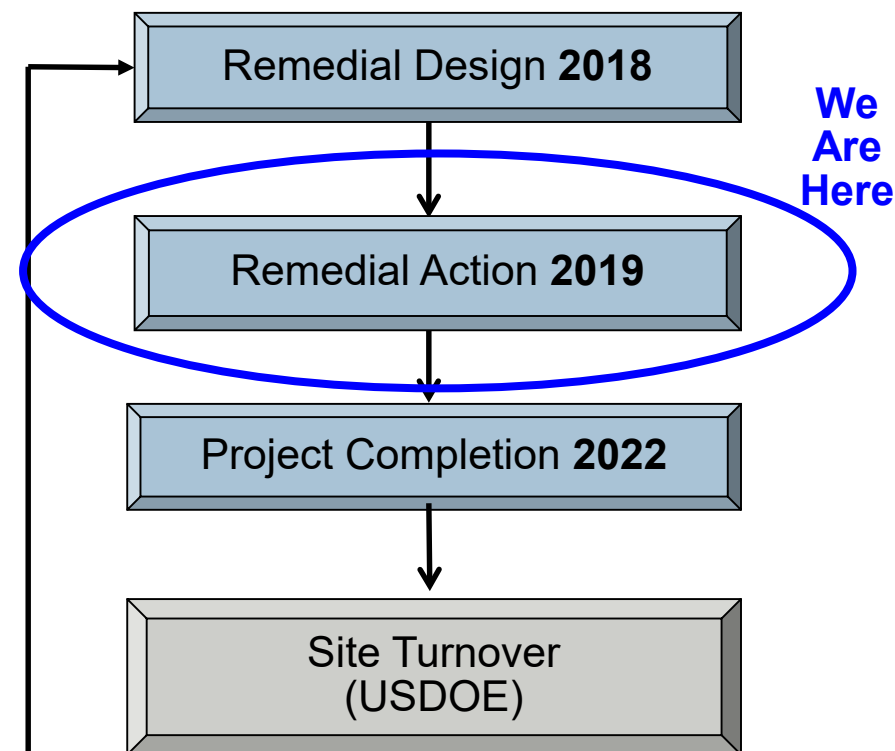 Remedial Design 2018
We
Are
Here
Remedial Action 2019
Project Completion 2022
Site Turnover
(USDOE)